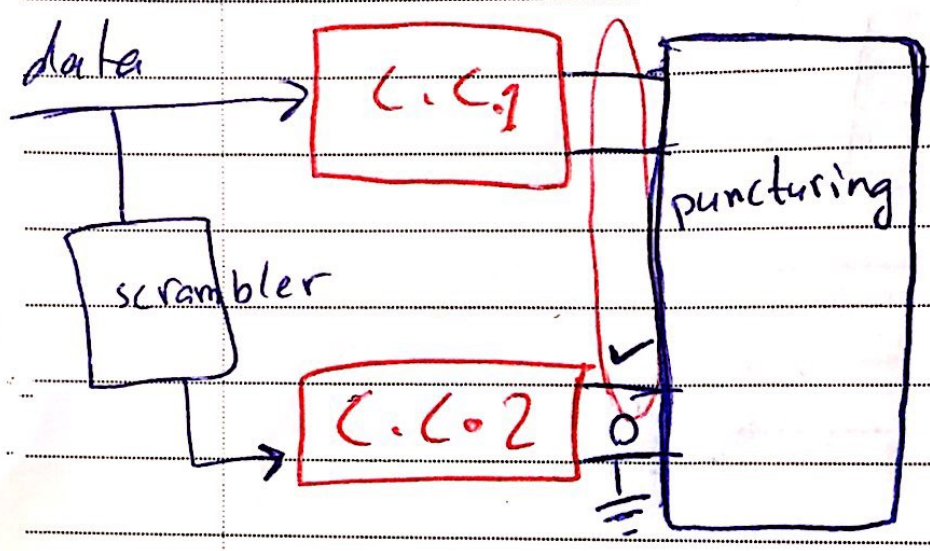 data
C.C.1
puncturing
scrambler
✓
C.C.2
0